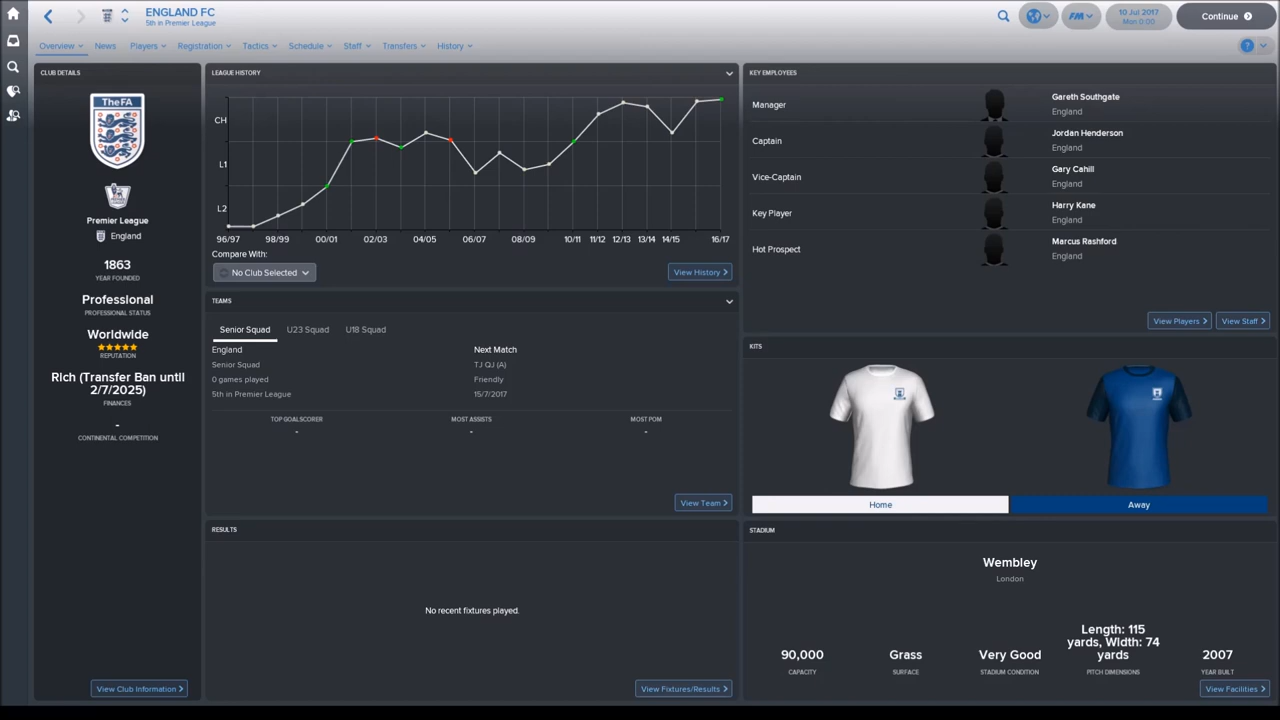 ENGLAND FC
5th in Premier League
10 Jul 2017
Mon 0:00
FM
Continue
Overview
News
Players
Registration
Tactics
Schedule
Staff
Transfers
History
?
CLUB DETAILS
The FA
Premier League
England
1863
YEAR FOUNDED
Professional
PROFESSIONAL STATUS
Worldwide
REPUTATION
Rich (Transfer Ban until
2/7/2025)
FINANCES
-
CONTINENTAL COMPETITION
View Club Information
LEAGUE HISTORY
CH
L1
L2
96/97 98/99 00/01 02/03 04/05 06/07 08/09 10/11 11/12 12/13 13/14 14/15 16/17
Compare With:
No Club Selected
View History
TEAMS
Senior Squad U23 Squad U18 Squad
England
Senior Squad
0 games played
5th in Premier League
Next Match
TJ QJ (A)
Friendly
15/7/2017
TOP GOALSCORER
-
MOST ASSISTS
-
MOST POM
-
View Team
RESULTS
No recent fixtures played.
View Fixtures/Results
KEY EMPLOYEES
Manager
Gareth Southgate
England
Captain
Jordan Henderson
England
Vice-Captain
Gary Cahill
England
Key Player
Harry Kane
England
Hot Prospect
Marcus Rashford
England
View Players
View Staff
KITS
Home
Away
STADIUM
Wembley
London
90,000
CAPACITY
Grass
SURFACE
Very Good
STADIUM CONDITION
Length: 115
yards, Width: 74
yards
PITCH DIMENSIONS
2007
YEAR BUILT
View Facilities